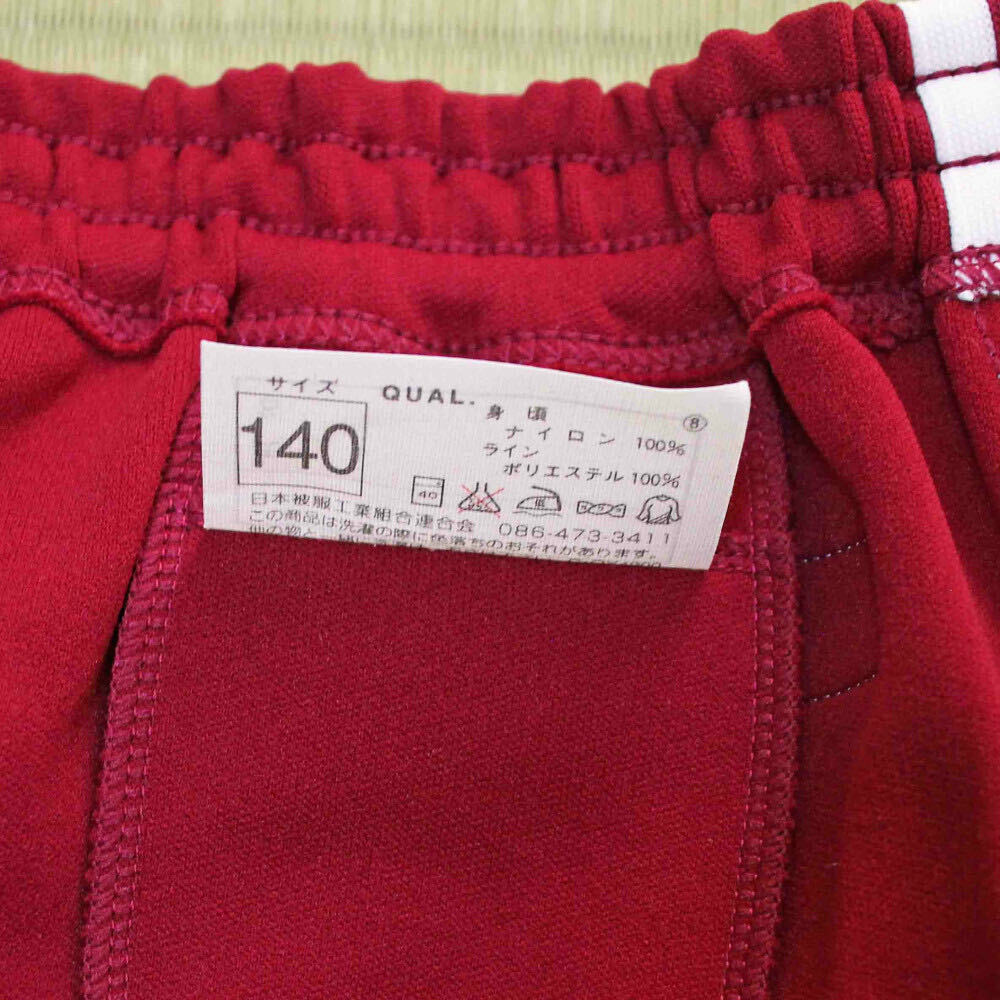 サイズ QUAL.
140
⑧
身頃
ナイロン 100%
ライン
ポリエステル 100%
40
日本被服工業組合連合会 086-473-3411
この商品は洗濯の際に色落ちのおそれがあります。